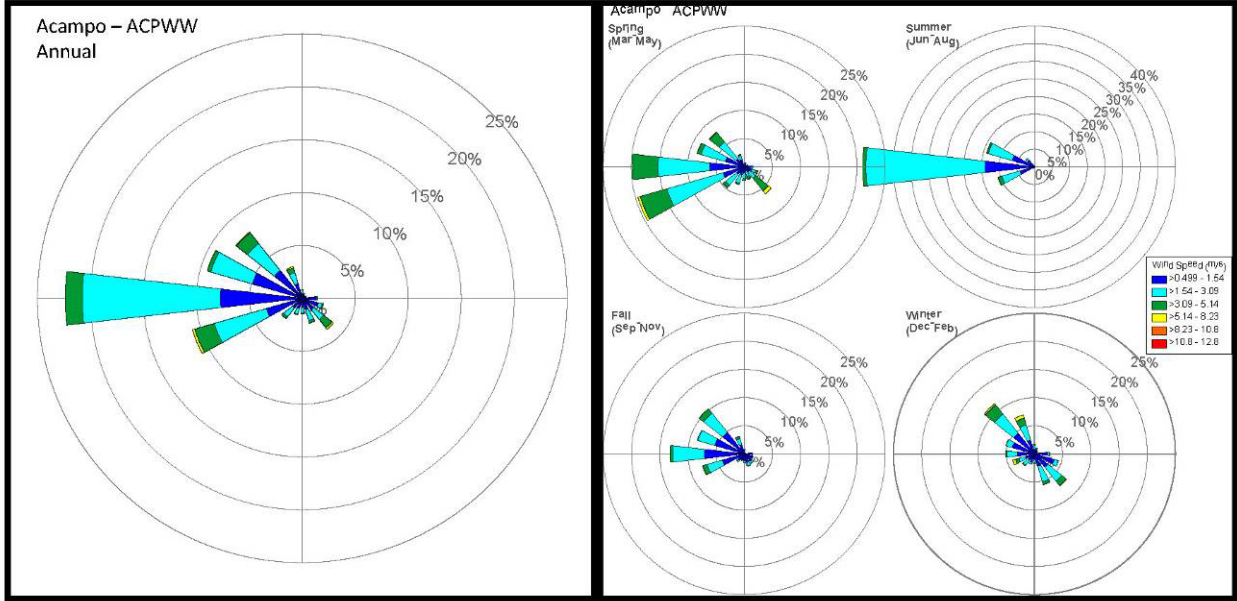 Acampo – ACPWW
Annual
25%
20%
15%
10%
5%
%
Acampo ACPWW
Spring
(Mar-May)
25%
20%
15%
10%
5%
%
Summer
(Jun-Aug)
40%
35%
30%
25%
20%
15%
10%
5%
0%
Wind Speed (m/s)
>0.499 - 1.54
>1.54 - 3.09
>3.09 - 5.14
>5.14 - 8.23
>8.23 - 10.8
>10.8 - 12.8
Fall
(Sep-Nov)
25%
20%
15%
10%
5%
%
Winter
(Dec-Feb)
25%
20%
15%
10%
5%